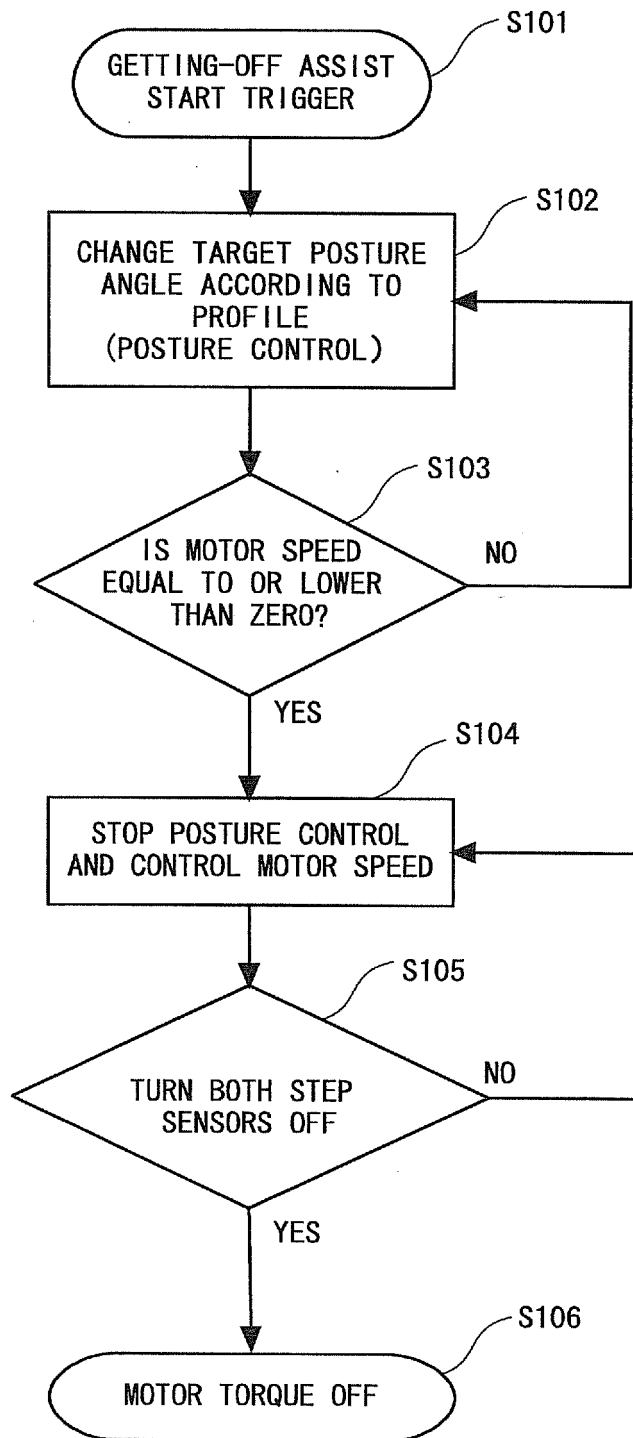 S101
GETTING-OFF ASSIST
START TRIGGER
S102
CHANGE TARGET POSTURE
ANGLE ACCORDING TO
PROFILE
(POSTURE CONTROL)
S103
IS MOTOR SPEED
EQUAL TO OR LOWER
THAN ZERO?
NO
YES
S104
STOP POSTURE CONTROL
AND CONTROL MOTOR SPEED
S105
TURN BOTH STEP
SENSORS OFF
NO
YES
S106
MOTOR TORQUE OFF